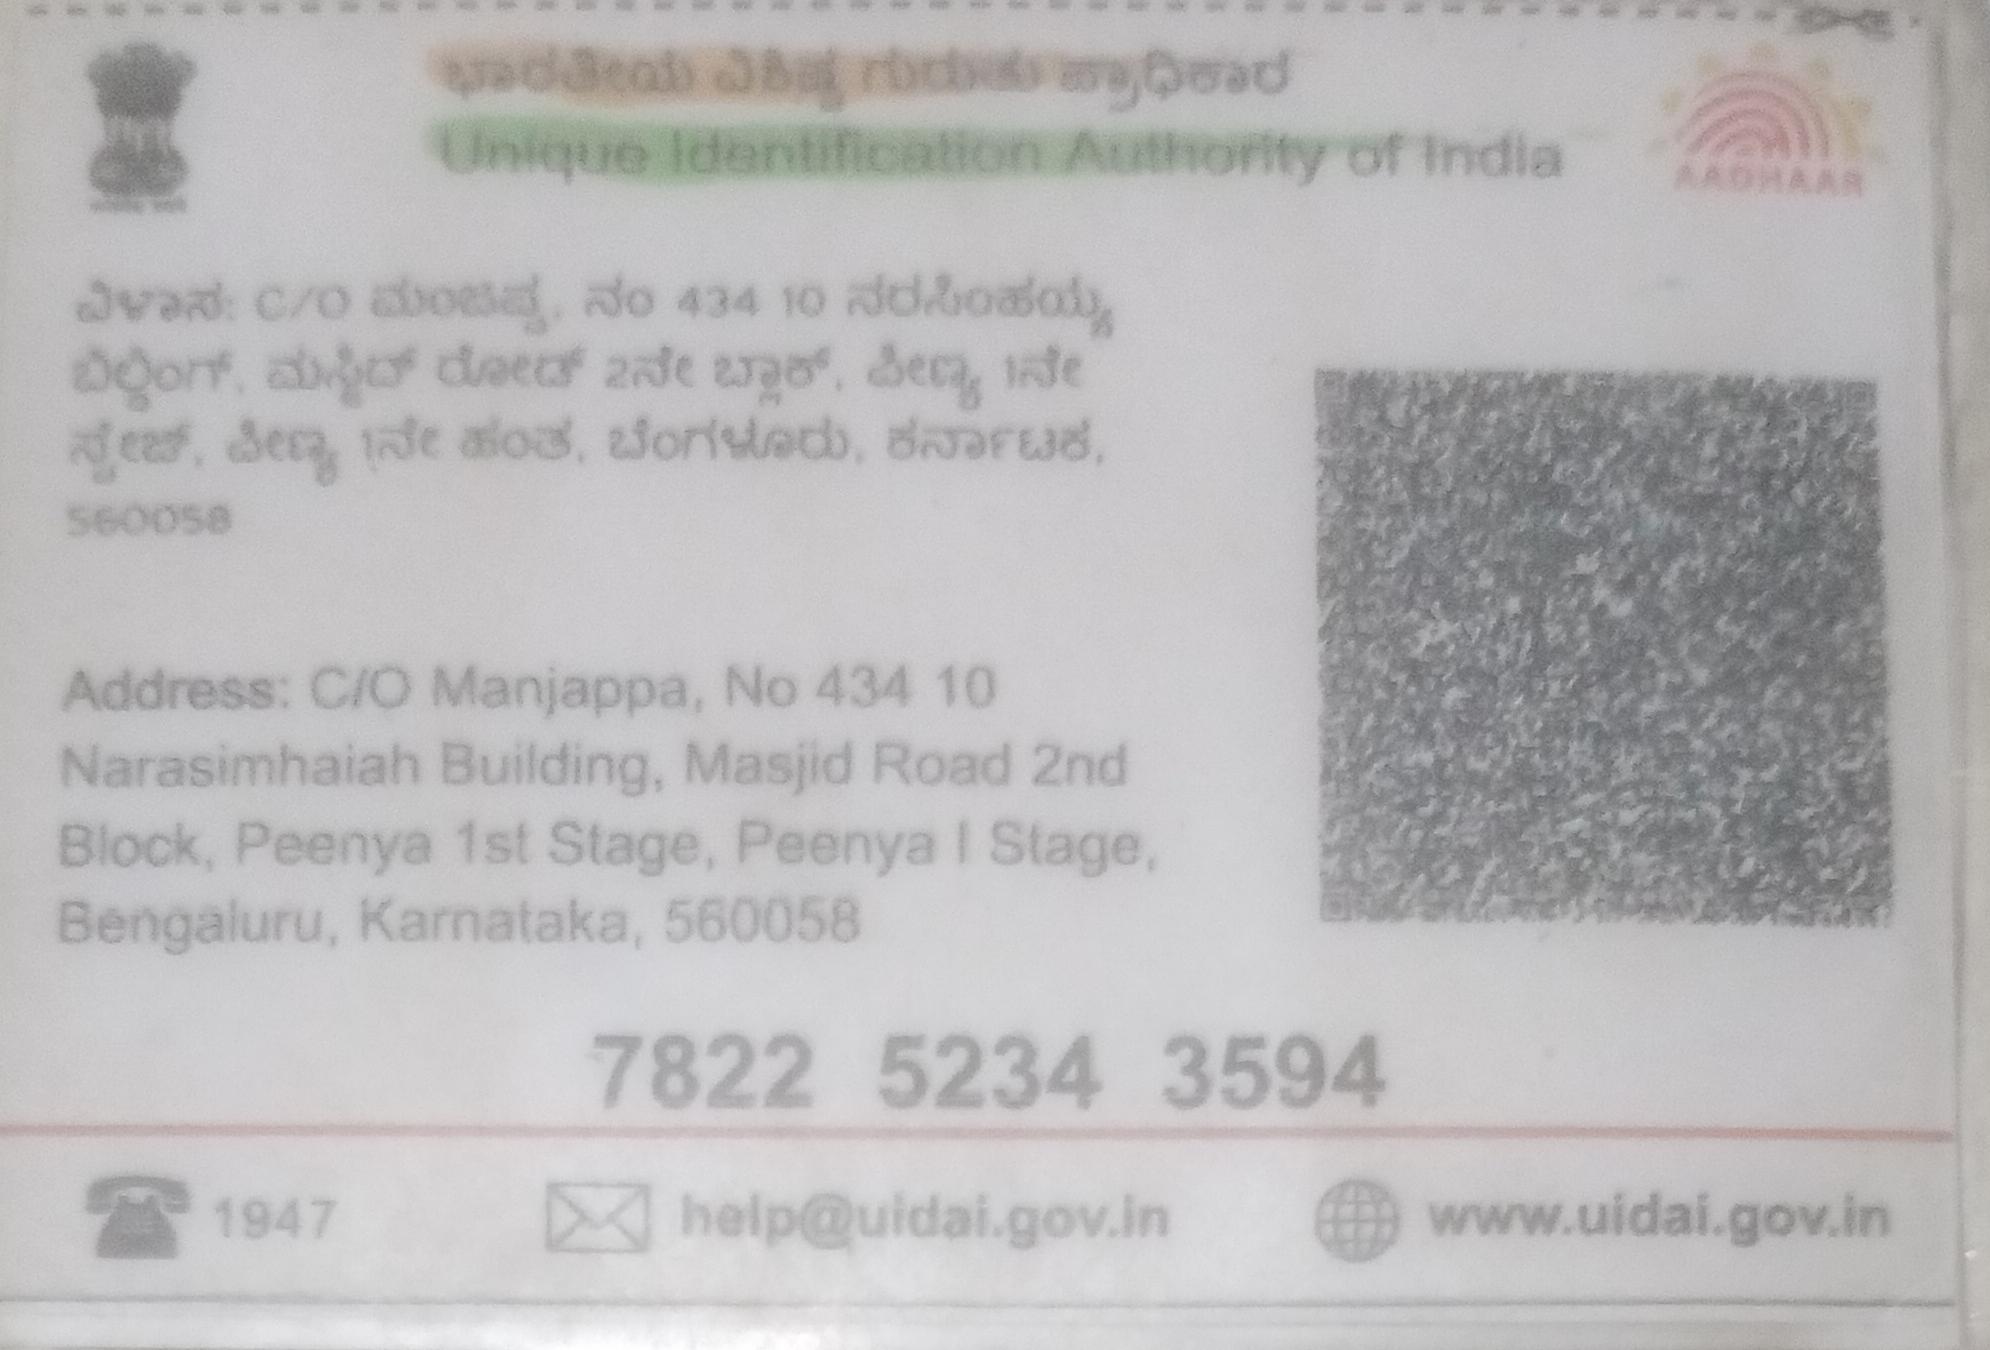 ಭಾರತೀಯ ವಿಶಿಷ್ಟ ಗುರುತು ಪ್ರಾಧಿಕಾರ
Unique Identification Authority of India
AADHAAR
ವಿಳಾಸ: C/O ಮಂಜಪ್ಪ, ನಂ 434 10 ನರಸಿಂಹಯ್ಯ
ಬಿಲ್ಡಿಂಗ್, ಮಸ್ಜಿದ್ ರೋಡ್ 2ನೇ ಬ್ಲಾಕ್, ಪೀಣ್ಯ 1ನೇ
ಸ್ಟೇಜ್, ಪೀಣ್ಯ 1ನೇ ಹಂತ, ಬೆಂಗಳೂರು, ಕರ್ನಾಟಕ,
560058
Address: C/O Manjappa, No 434 10
Narasimhaiah Building, Masjid Road 2nd
Block, Peenya 1st Stage, Peenya I Stage,
Bengaluru, Karnataka, 560058
7822 5234 3594
1947
help@uidai.gov.in
www.uidai.gov.in